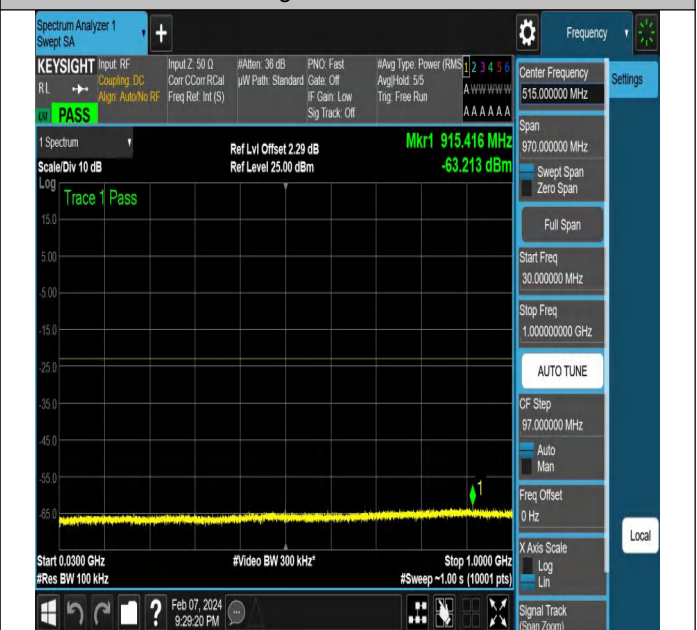 Spectrum Analyzer 1
Swept SA
+
Frequency
KEYSIGHT Input: RF Input Z: 50 Ω #Atten: 36 dB PNO: Fast #Avg Type: Power (RMS 1 2 3 4 5 6
RL Coupling: DC Corr CCorr RCal µW Path: Standard Gate: Off Avg|Hold: 5/5 A W W W W W
Align: Auto/No RF Freq Ref: Int (S) IF Gain: Low Trig: Free Run
Sig Track: Off A A A A A A
LXI PASS
1 Spectrum
Scale/Div 10 dB
Ref Lvl Offset 2.29 dB
Ref Level 25.00 dBm
Mkr1 915.416 MHz
-63.213 dBm
Log
Trace 1 Pass
15.0
5.00
-5.00
-15.0
-25.0
-35.0
-45.0
-55.0
-65.0
1
Start 0.0300 GHz #Video BW 300 kHz* Stop 1.0000 GHz
#Res BW 100 kHz #Sweep ~1.00 s (10001 pts)
Center Frequency
515.000000 MHz
Settings
Span
970.000000 MHz
Swept Span
Zero Span
Full Span
Start Freq
30.000000 MHz
Stop Freq
1.000000000 GHz
AUTO TUNE
CF Step
97.000000 MHz
Auto
Man
Freq Offset
0 Hz
Local
X Axis Scale
Log
Lin
Signal Track
(Span Zoom)
?
Feb 07, 2024
9:29:20 PM